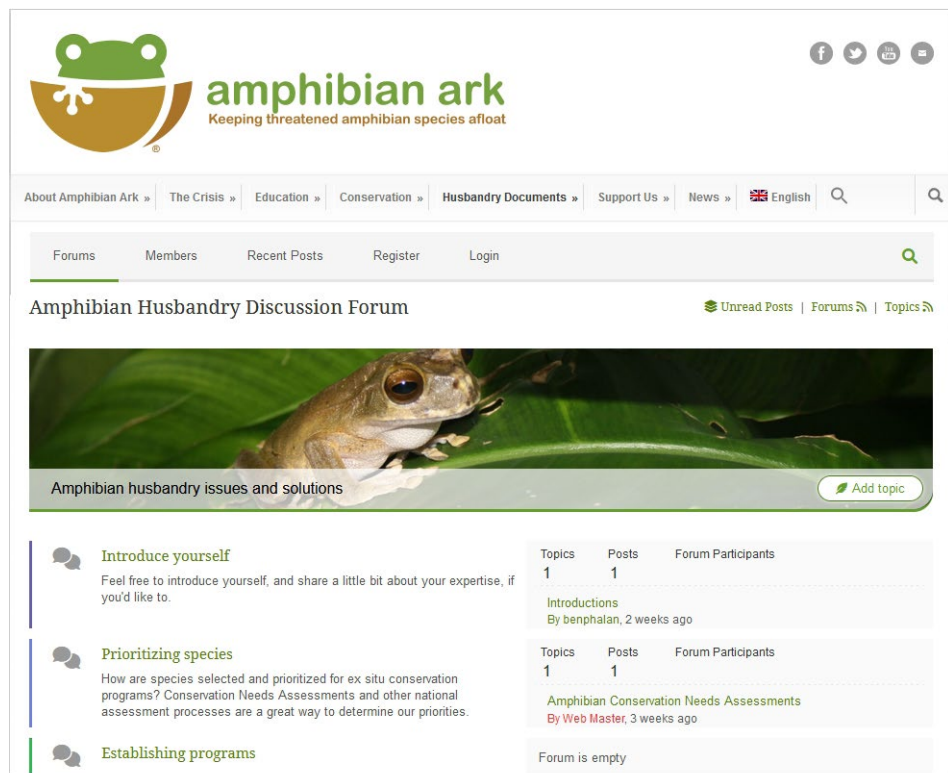 amphibian ark
Keeping threatened amphibian species afloat
®
You Tube
About Amphibian Ark » The Crisis » Education » Conservation » Husbandry Documents » Support Us » News » English
Forums Members Recent Posts Register Login
Amphibian Husbandry Discussion Forum
Unread Posts | Forums | Topics
Amphibian husbandry issues and solutions
Add topic
Introduce yourself
Feel free to introduce yourself, and share a little bit about your expertise, if
you'd like to.
Topics Posts Forum Participants
1 1
Introductions
By benphalan, 2 weeks ago
Prioritizing species
How are species selected and prioritized for ex situ conservation
programs? Conservation Needs Assessments and other national
assessment processes are a great way to determine our priorities.
Topics Posts Forum Participants
1 1
Amphibian Conservation Needs Assessments
By Web Master, 3 weeks ago
Establishing programs
Forum is empty